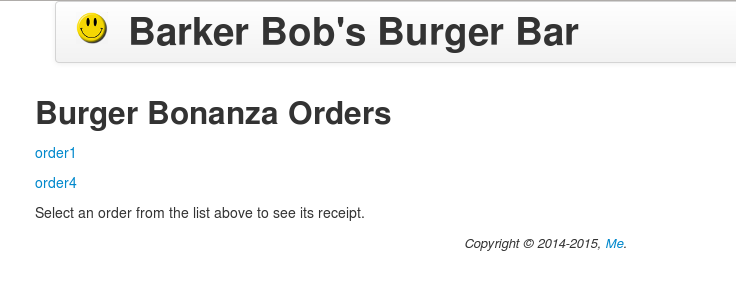 Barker Bob's Burger Bar
Burger Bonanza Orders
order1
order4
Select an order from the list above to see its receipt.
Copyright © 2014-2015, Me.